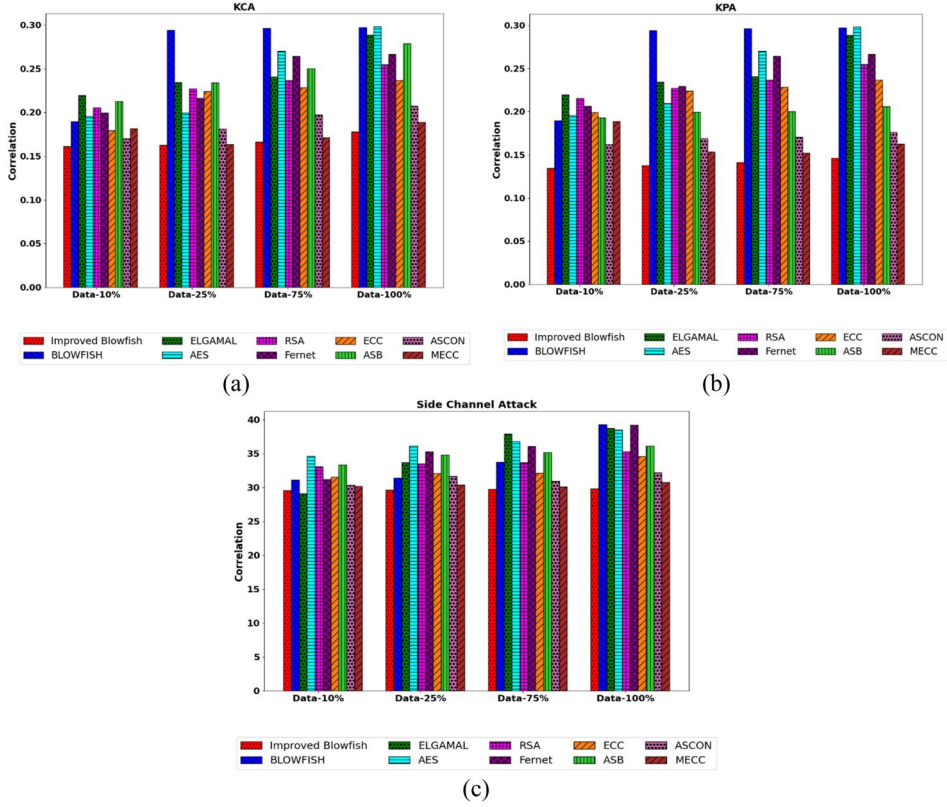 KCA
0.30
0.25
0.20
0.15
0.10
0.05
0.00
Correlation
Data-10% Data-25% Data-75% Data-100%
Improved Blowfish ELGAMAL RSA ECC ASCON
BLOWFISH AES Fernet ASB MECC
(a)
KPA
0.30
0.25
0.20
0.15
0.10
0.05
0.00
Correlation
Data-10% Data-25% Data-75% Data-100%
Improved Blowfish ELGAMAL RSA ECC ASCON
BLOWFISH AES Fernet ASB MECC
(b)
Side Channel Attack
40
35
30
25
20
15
10
5
0
Correlation
Data-10% Data-25% Data-75% Data-100%
Improved Blowfish ELGAMAL RSA ECC ASCON
BLOWFISH AES Fernet ASB MECC
(c)